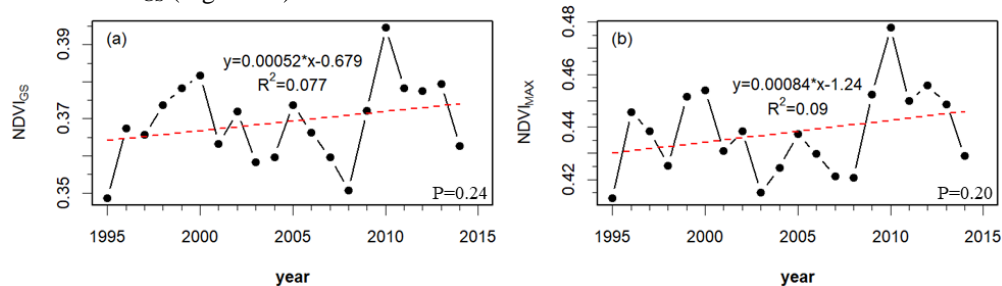 GS
(a)
y=0.00052*x-0.679
R²=0.077
P=0.24
NDVI_GS
0.35 0.37 0.39
1995 2000 2005 2010 2015
year
(b)
y=0.00084*x-1.24
R²=0.09
P=0.20
NDVI_MAX
0.42 0.44 0.46 0.48
1995 2000 2005 2010 2015
year